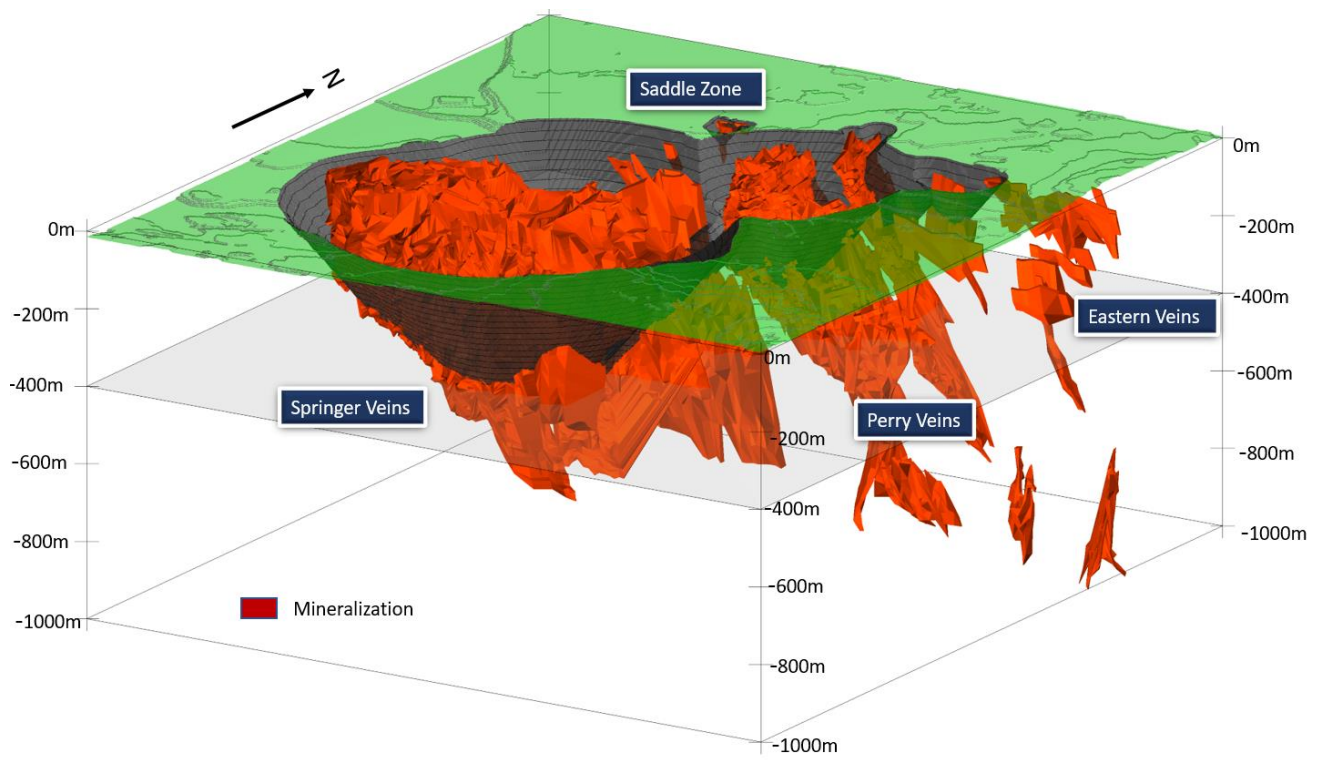 N
Saddle Zone
0m
-200m
-400m
-600m
-800m
-1000m
0m
-200m
-400m
-600m
-800m
-1000m
Eastern Veins
0m
-200m
-400m
-600m
-800m
-1000m
Springer Veins
Perry Veins
Mineralization